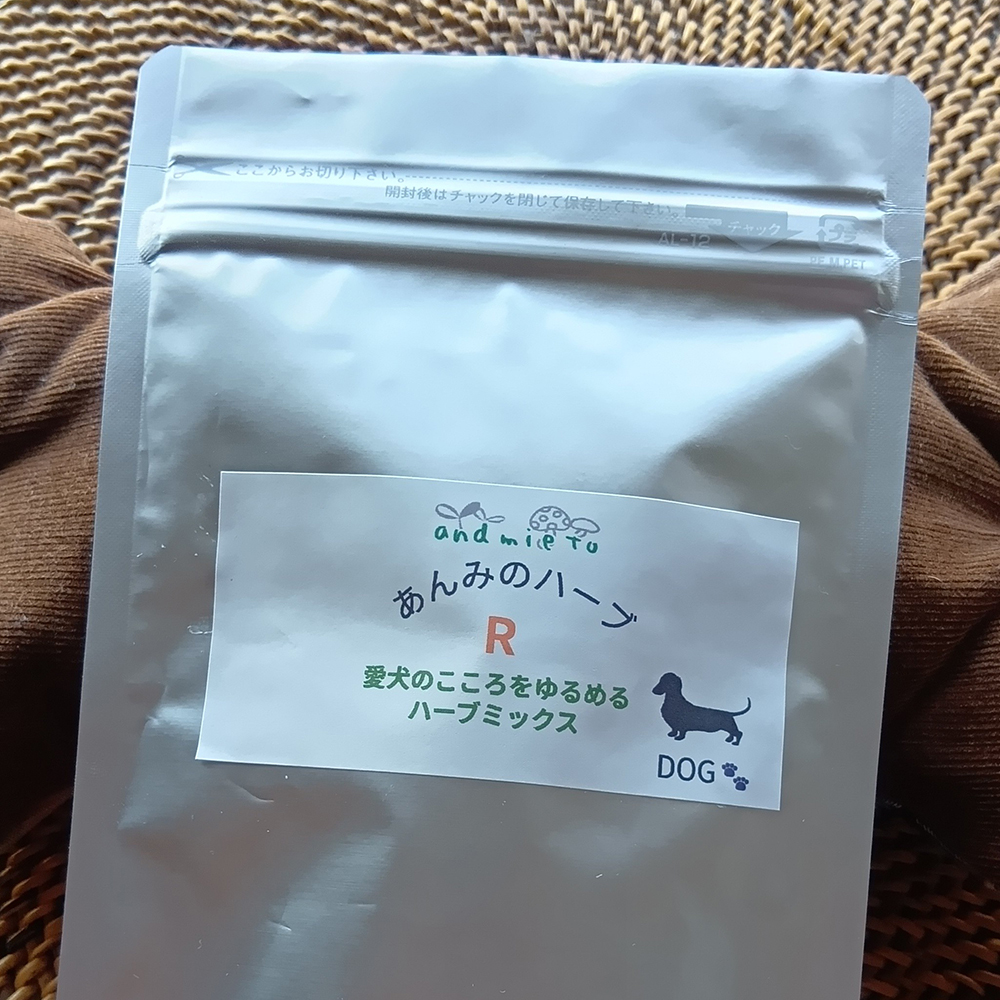 ここからお切り下さい。
開封後はチャックを閉じて保存して下さい。
チャック
AL-12
PE,M,PET
and mietu
あんみのハーブ
R
愛犬のこころをゆるめる
ハーブミックス
DOG